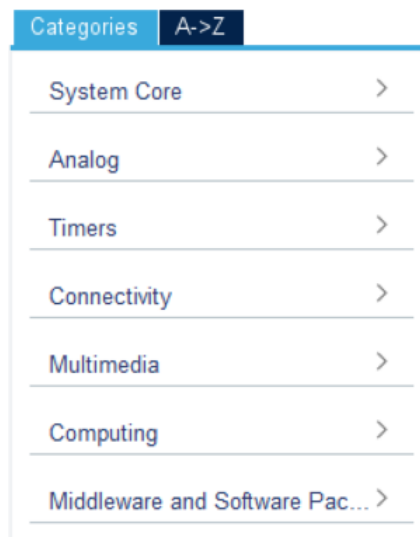 Categories A->Z
System Core
Analog
Timers
Connectivity
Multimedia
Computing
Middleware and Software Pac...